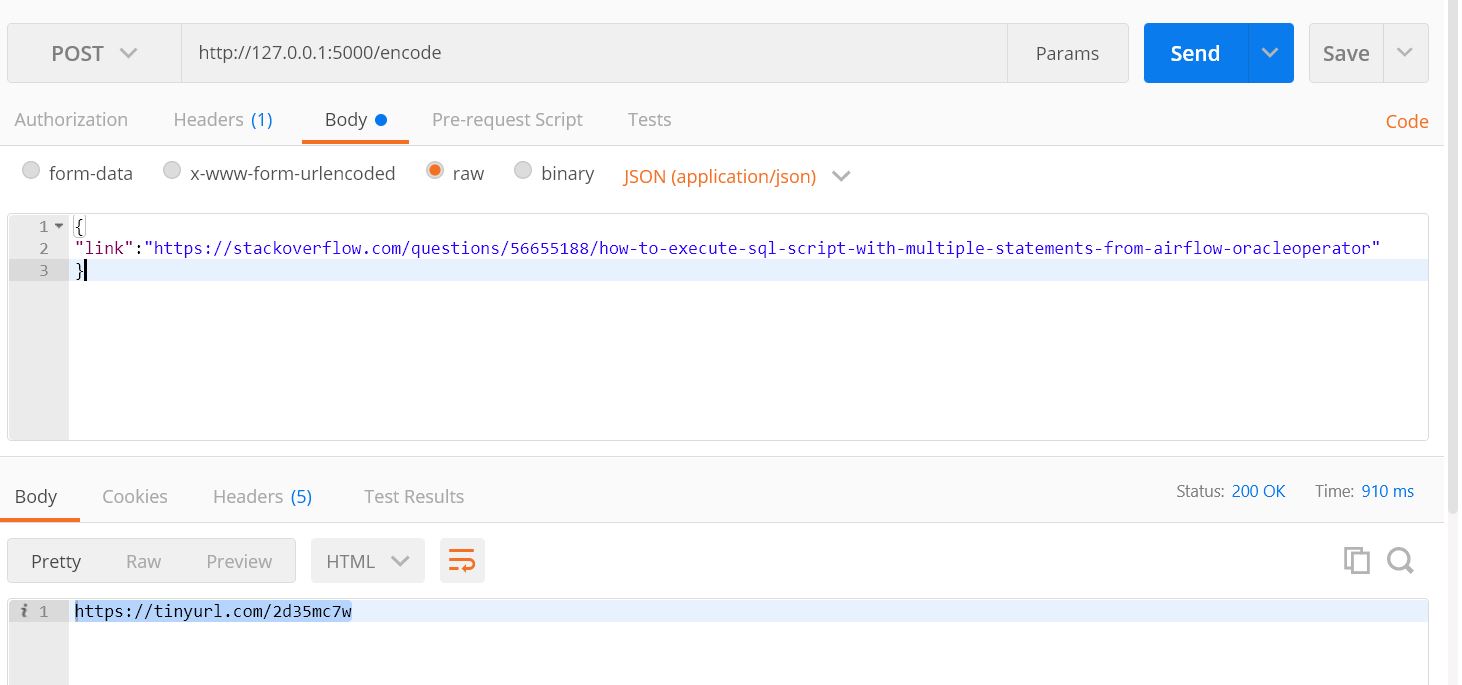 POST http://127.0.0.1:5000/encode Params Send Save
Authorization Headers (1) Body Pre-request Script Tests Code
form-data x-www-form-urlencoded raw binary JSON (application/json)
1 {
2 "link":"https://stackoverflow.com/questions/56655188/how-to-execute-sql-script-with-multiple-statements-from-airflow-oracleoperator"
3 }
Body Cookies Headers (5) Test Results Status: 200 OK Time: 910 ms
Pretty Raw Preview HTML
i 1 https://tinyurl.com/2d35mc7w